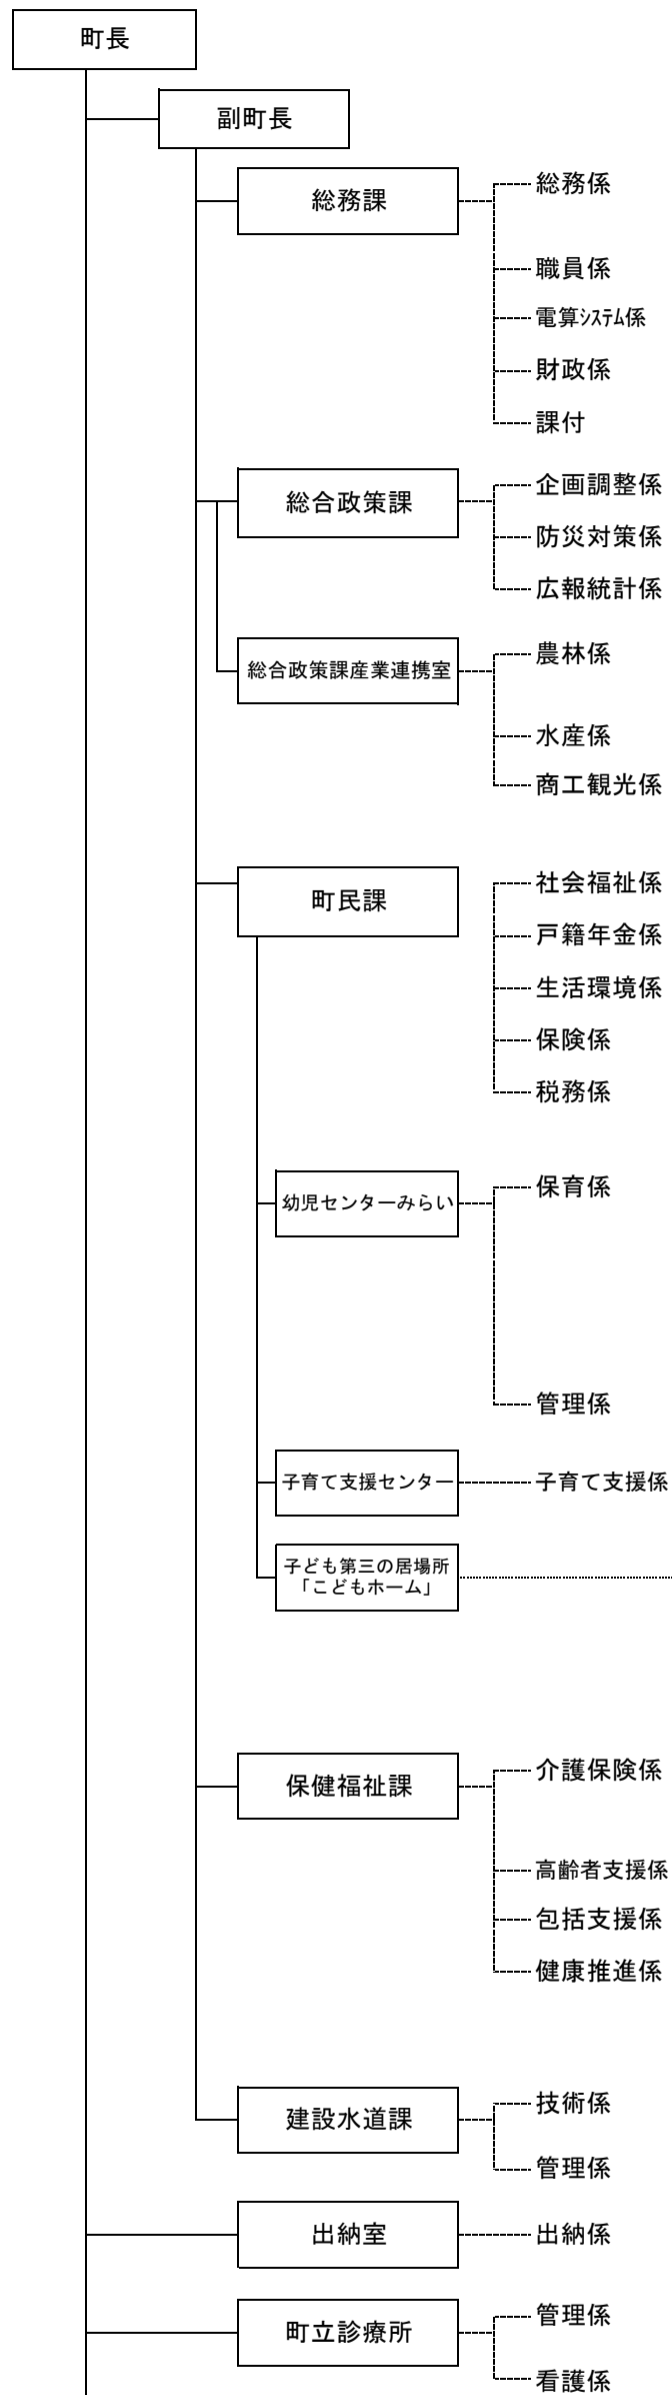 町長
副町長
総務課
総務係
職員係
電算ｼｽﾃﾑ係
財政係
課付
総合政策課
企画調整係
防災対策係
広報統計係
総合政策課産業連携室
農林係
水産係
商工観光係
町民課
社会福祉係
戸籍年金係
生活環境係
保険係
税務係
幼児センターみらい
保育係
管理係
子育て支援センター
子育て支援係
子ども第三の居場所
「こどもホーム」
保健福祉課
介護保険係
高齢者支援係
包括支援係
健康推進係
建設水道課
技術係
管理係
出納室
出納係
町立診療所
管理係
看護係